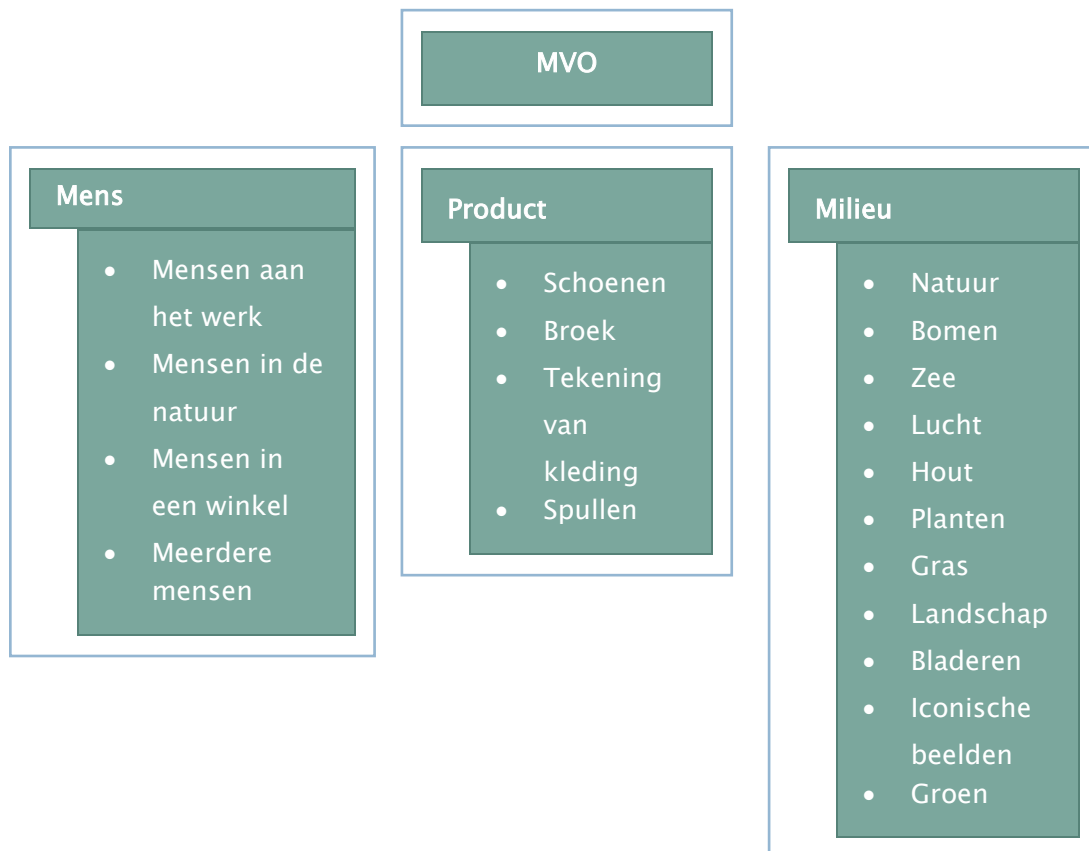 MVO
Mens
Mensen aan
het werk
Mensen in de
natuur
Mensen in
een winkel
Meerdere
mensen
Product
Schoenen
Broek
Tekening
van
kleding
Spullen
Milieu
Natuur
Bomen
Zee
Lucht
Hout
Planten
Gras
Landschap
Bladeren
Iconische
beelden
Groen